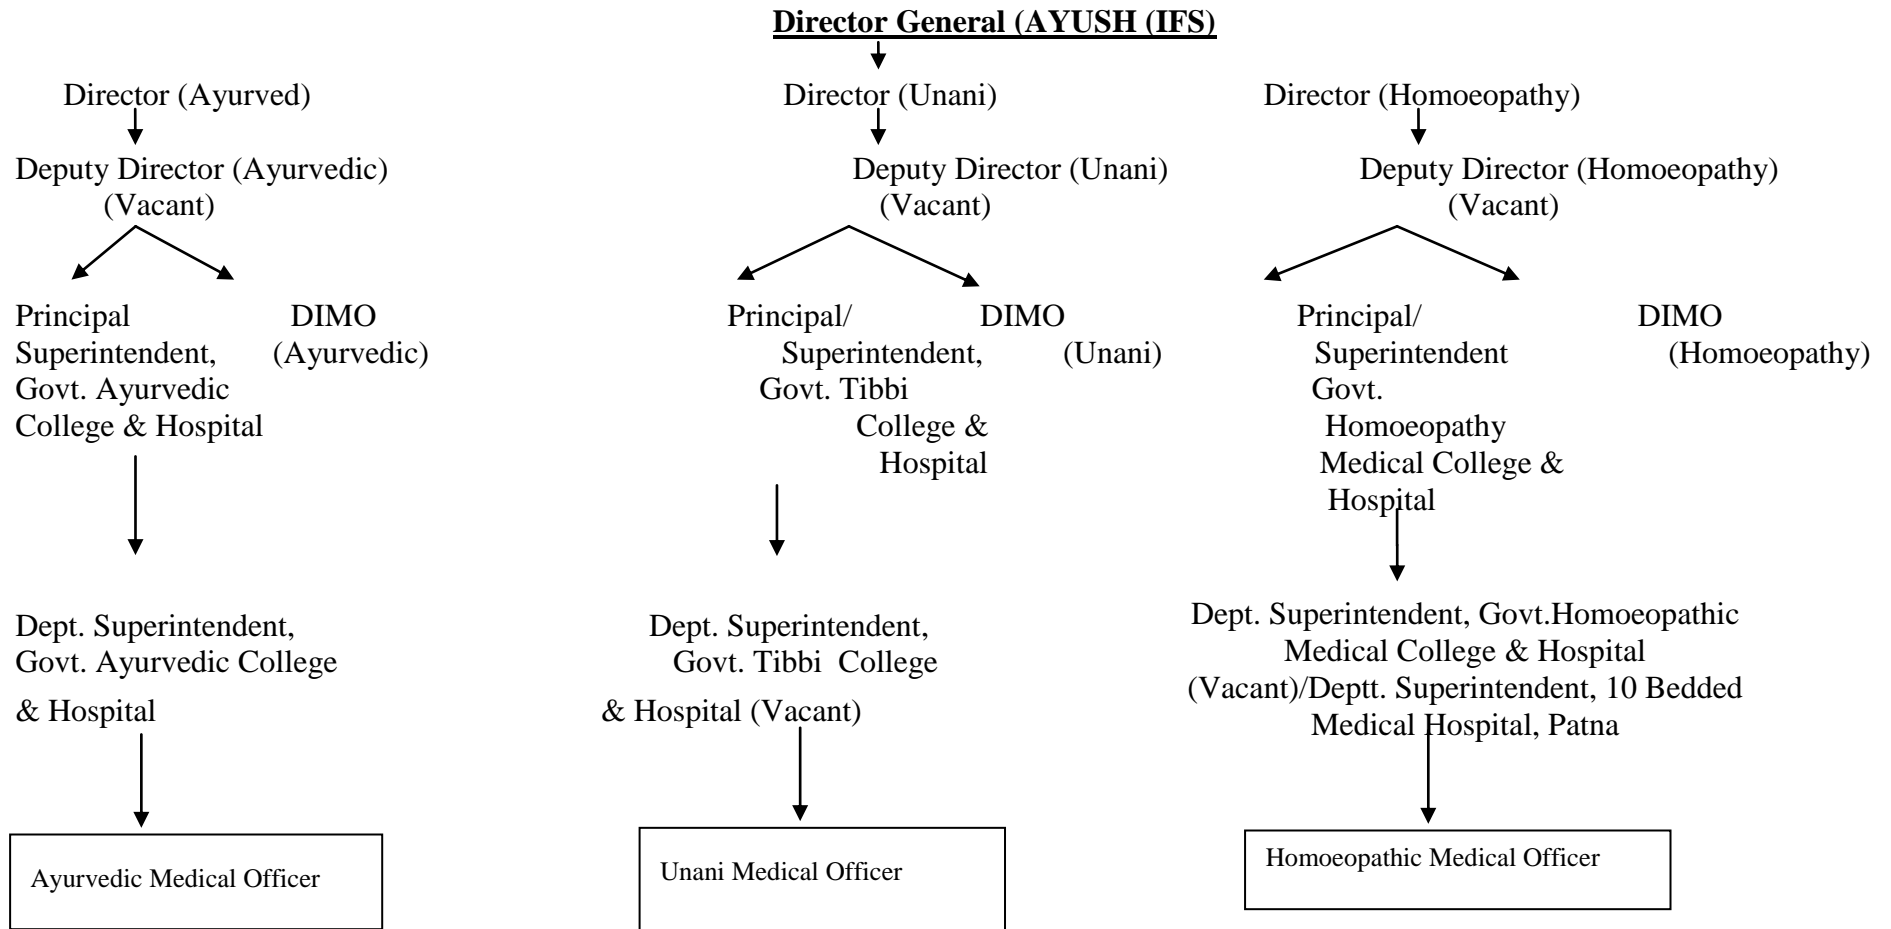 Director General (AYUSH (IFS)
Director (Ayurved)
Director (Unani)
Director (Homoeopathy)
Deputy Director (Ayurvedic)
(Vacant)
Deputy Director (Unani)
(Vacant)
Deputy Director (Homoeopathy)
(Vacant)
Principal
Superintendent,
Govt. Ayurvedic
College & Hospital
DIMO
(Ayurvedic)
Principal/
Superintendent,
Govt. Tibbi
College &
Hospital
DIMO
(Unani)
Principal/
Superintendent
Govt.
Homoeopathy
Medical College &
Hospital
DIMO
(Homoeopathy)
Dept. Superintendent,
Govt. Ayurvedic College
& Hospital
Dept. Superintendent,
Govt. Tibbi College
& Hospital (Vacant)
Dept. Superintendent, Govt.Homoeopathic
Medical College & Hospital
(Vacant)/Deptt. Superintendent, 10 Bedded
Medical Hospital, Patna
Ayurvedic Medical Officer
Unani Medical Officer
Homoeopathic Medical Officer